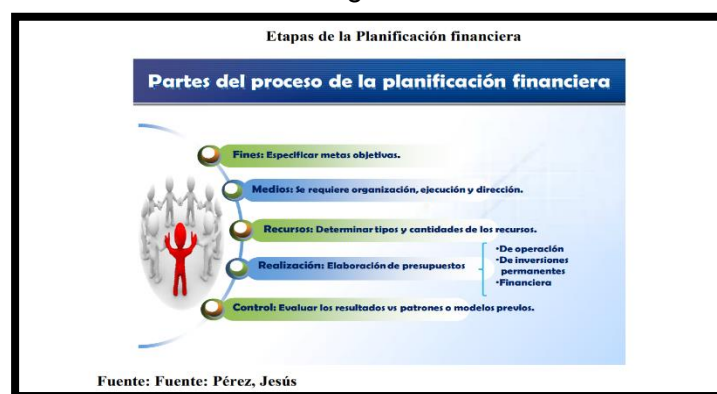 Etapas de la Planificación financiera
Partes del proceso de la planificación financiera
Fines: Especificar metas objetivas.
Medios: Se requiere organización, ejecución y dirección.
Recursos: Determinar tipos y cantidades de los recursos.
Realización: Elaboración de presupuestos
•De operación
•De inversiones
permanentes
•Financiera
Control: Evaluar los resultados vs patrones o modelos previos.
Fuente: Fuente: Pérez, Jesús